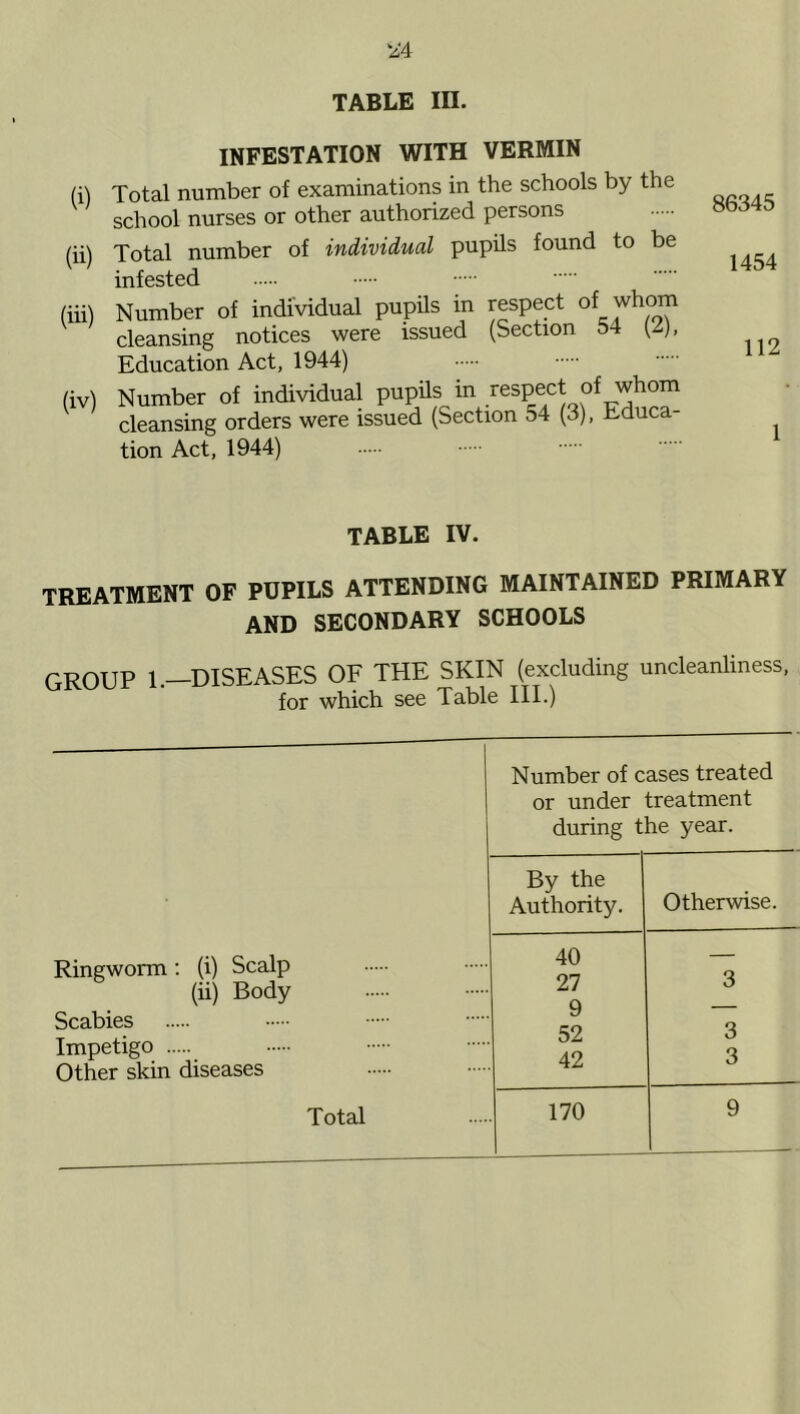 24
TABLE III.
INFESTATION WITH VERMIN
(i) Total number of examinations in the schools by the
school nurses or other authorized persons ..... 86345
(ii) Total number of individual pupils found to be
infested ..... ..... ..... ..... ..... 1454
(iii) Number of individual pupils in respect of whom
cleansing notices were issued (Section 54 (2),
Education Act, 1944) ..... ..... ..... 112
(iv) Number of individual pupils in respect of whom
cleansing orders were issued (Section 54 (3), Educa-
tion Act, 1944) ..... ..... ..... ..... 1
TABLE IV.
TREATMENT OF PUPILS ATTENDING MAINTAINED PRIMARY
AND SECONDARY SCHOOLS
GROUP 1.—DISEASES OF THE SKIN (excluding uncleanliness,
for which see Table III.)
Number of cases treated
or under treatment
during the year.
By the
Authority. Otherwise.
Ringworm : (i) Scalp ..... ..... 40 —
(ii) Body ..... ..... 27 3
Scabies ..... ..... ..... ..... 9 —
Impetigo ..... ..... ..... ..... 52 3
Other skin diseases ..... ..... 42 3
Total ..... 170 9